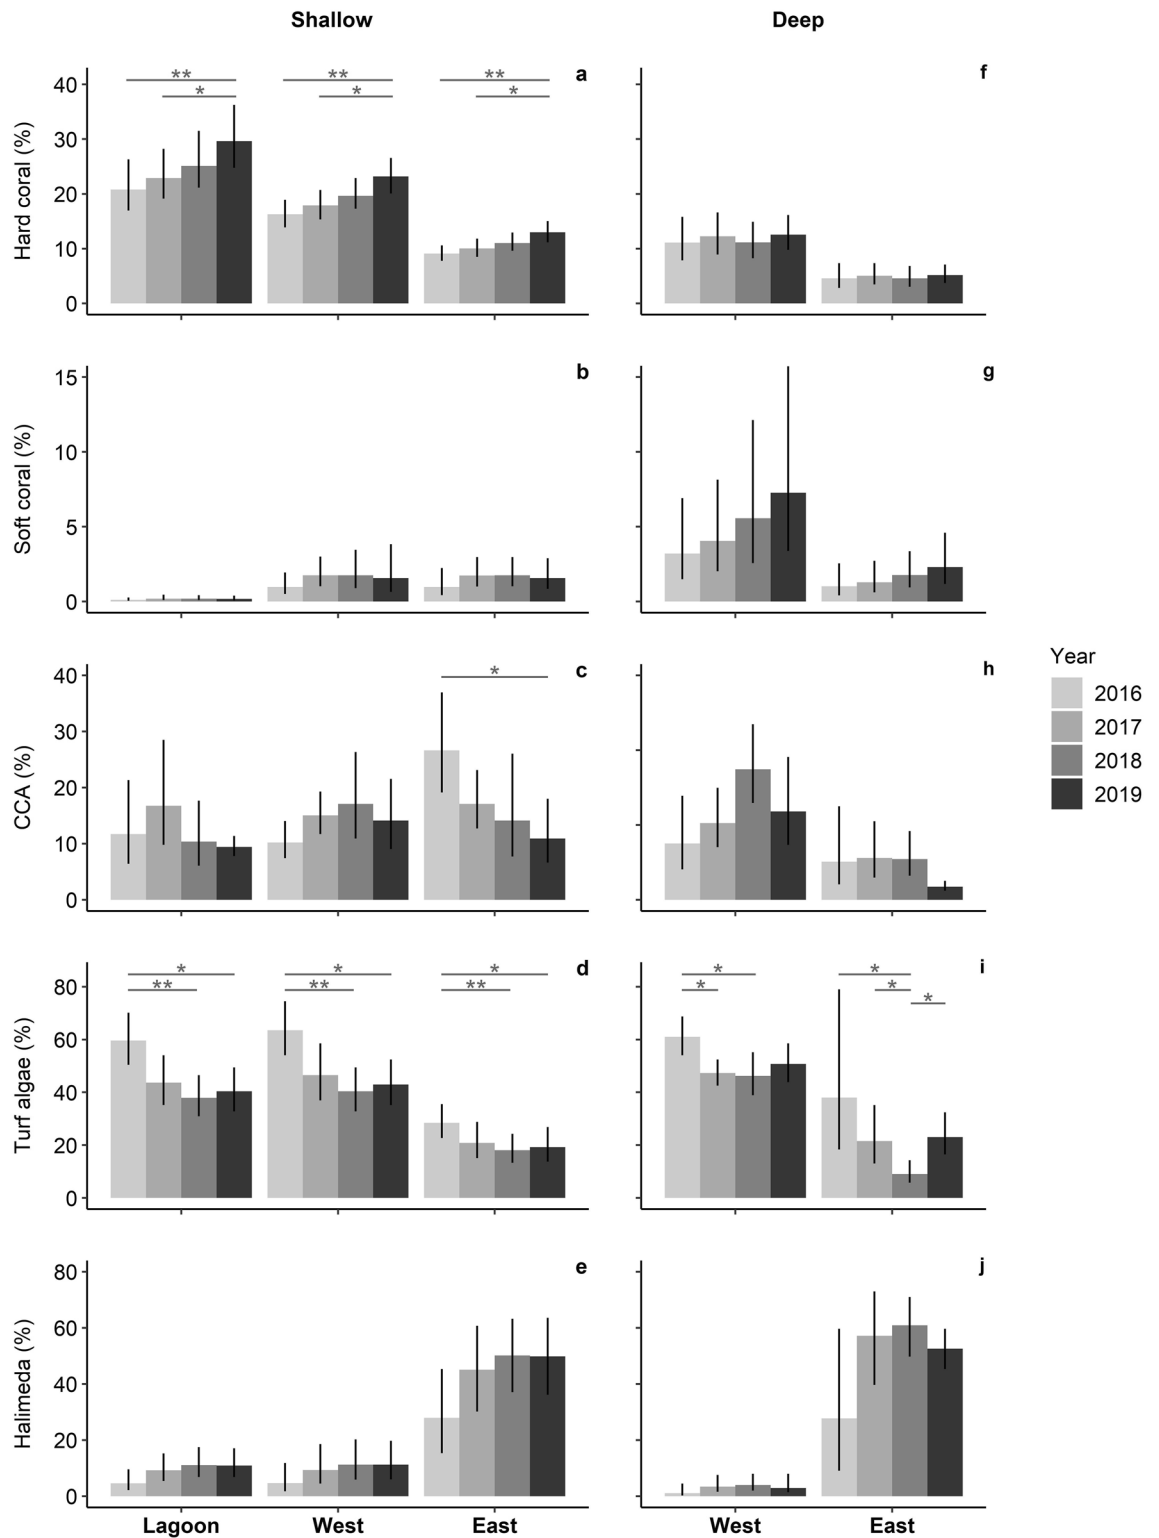 Shallow
Deep
Hard coral (%)
40
30
20
10
0
** * ** * ** *
a
f
Soft coral (%)
15
10
5
0
b
g
CCA (%)
40
30
20
10
0
*
c
h
Year
2016
2017
2018
2019
Turf algae (%)
80
60
40
20
0
* ** * ** * **
d
* * * * *
i
Halimeda (%)
80
60
40
20
0
e
j
Lagoon West East West East